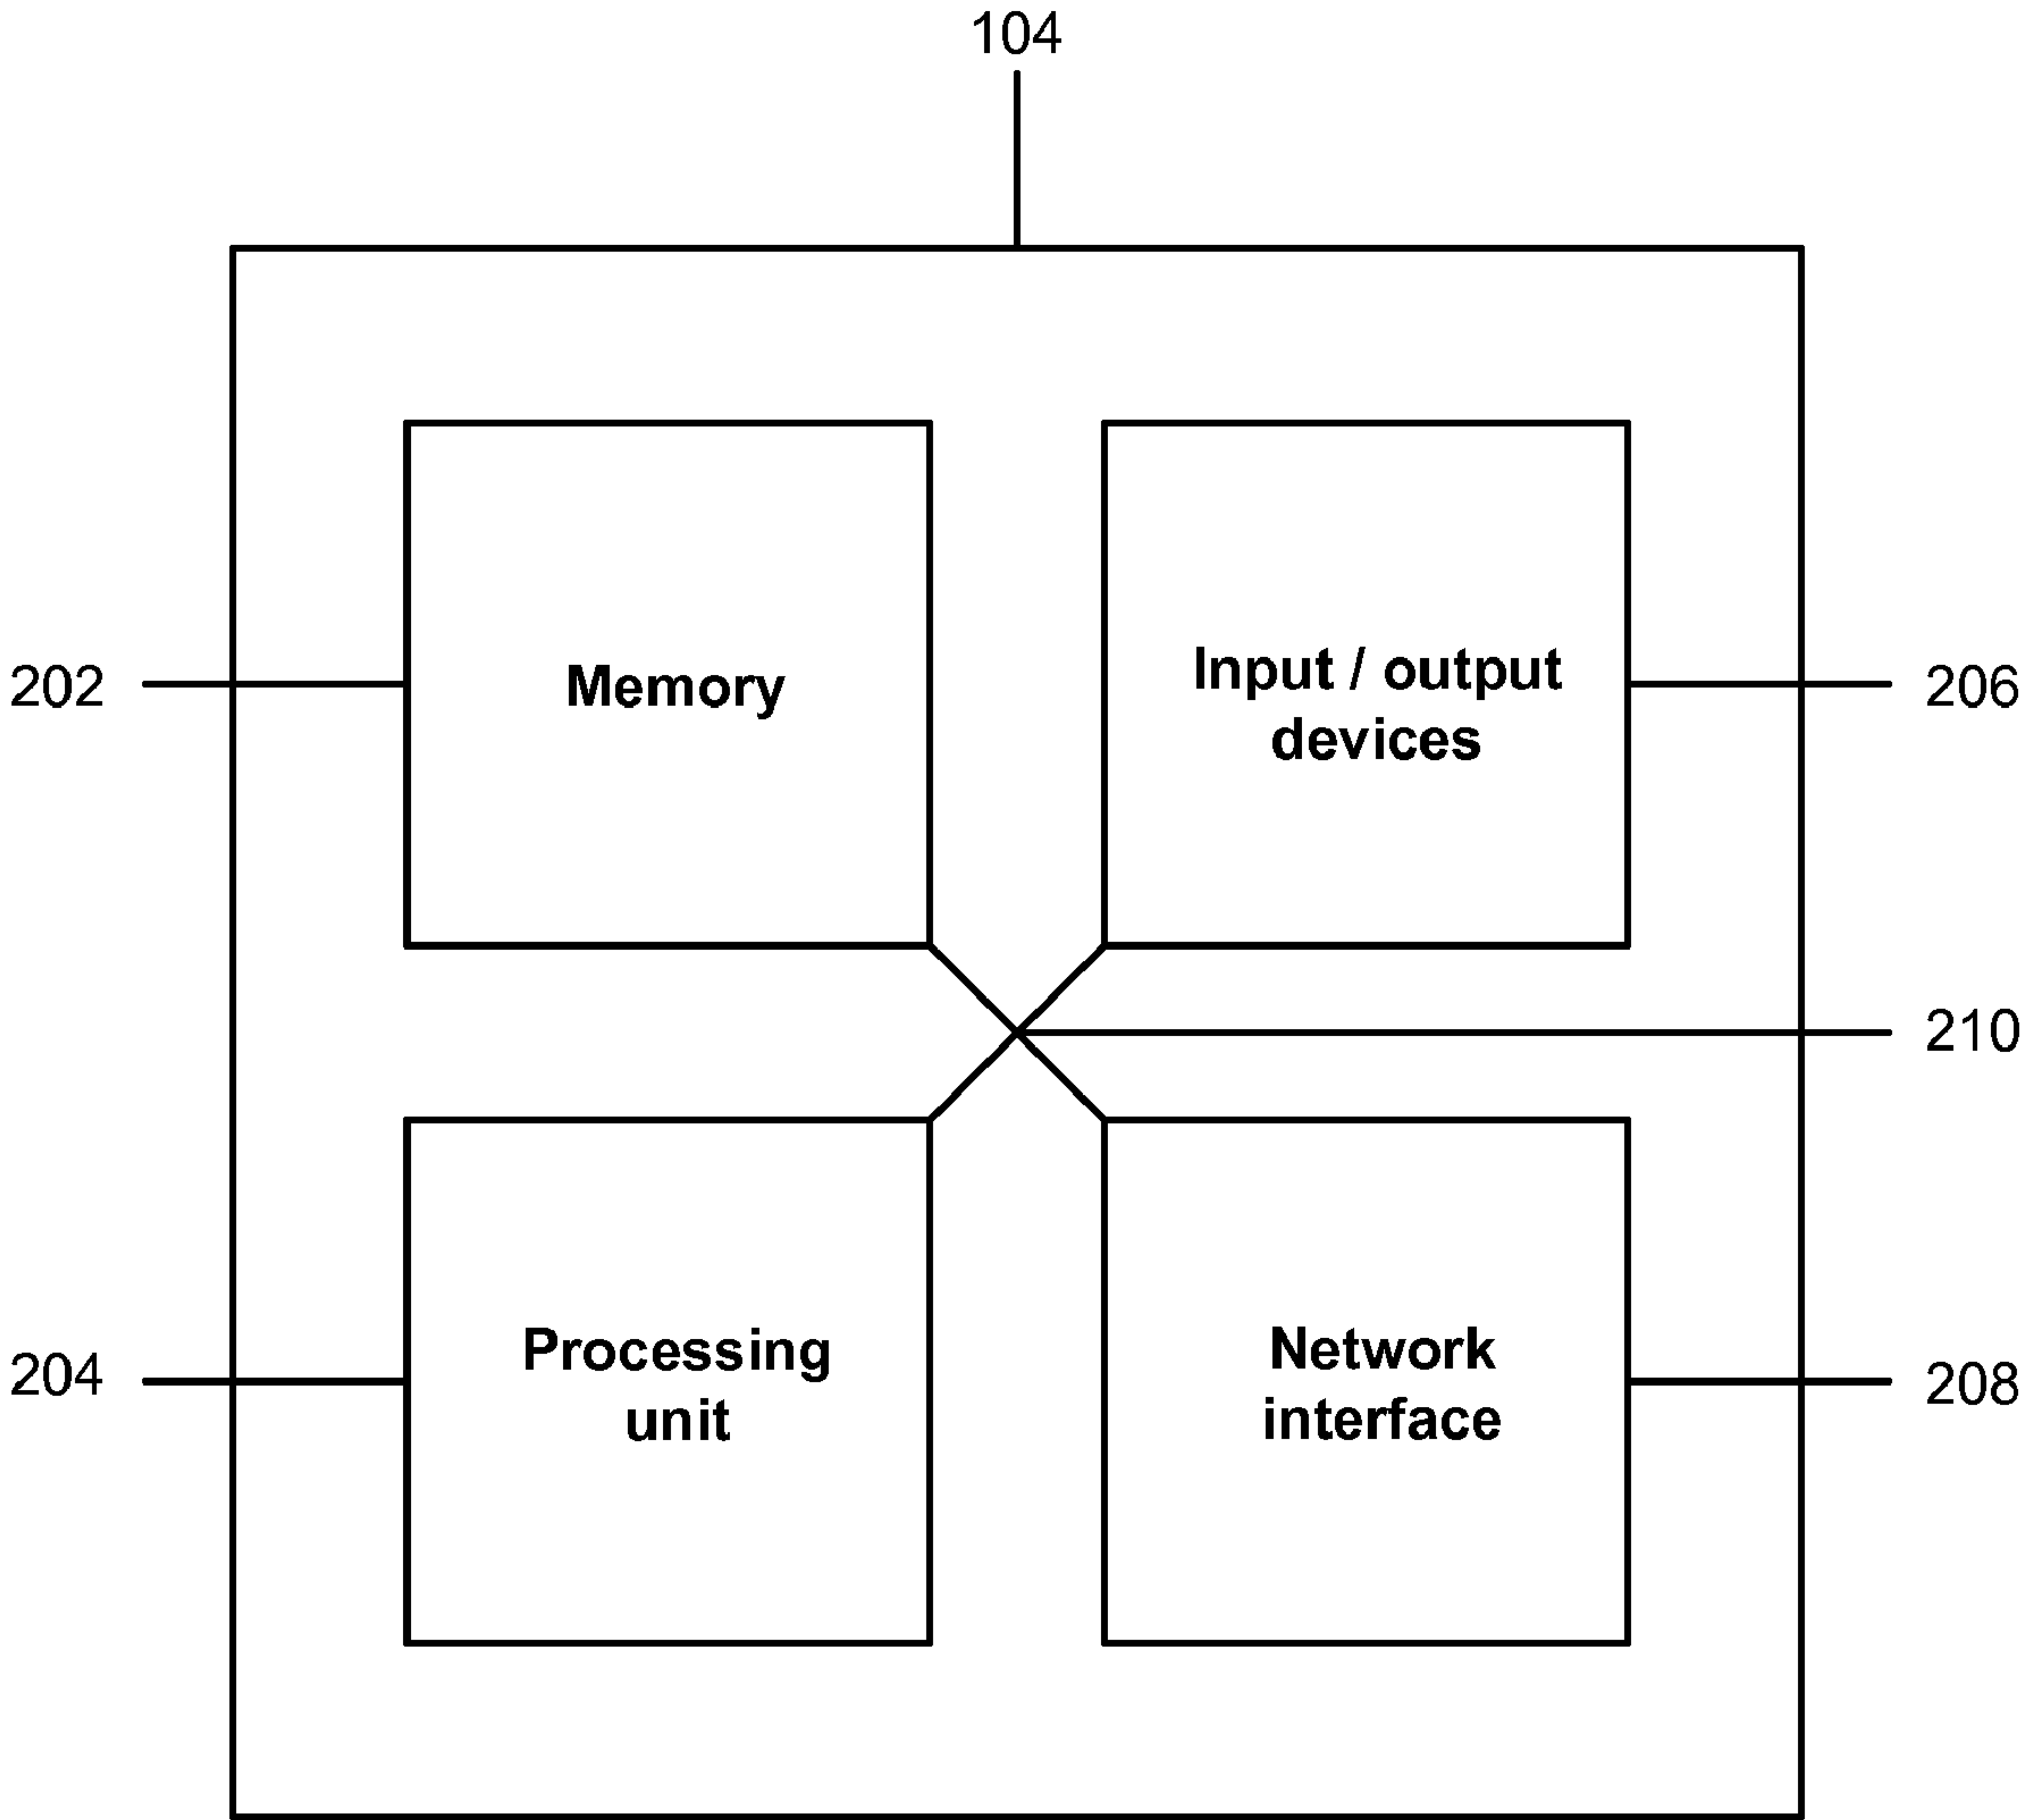 104
202
Memory
Input / output
devices
206
210
204
Processing
unit
Network
interface
208